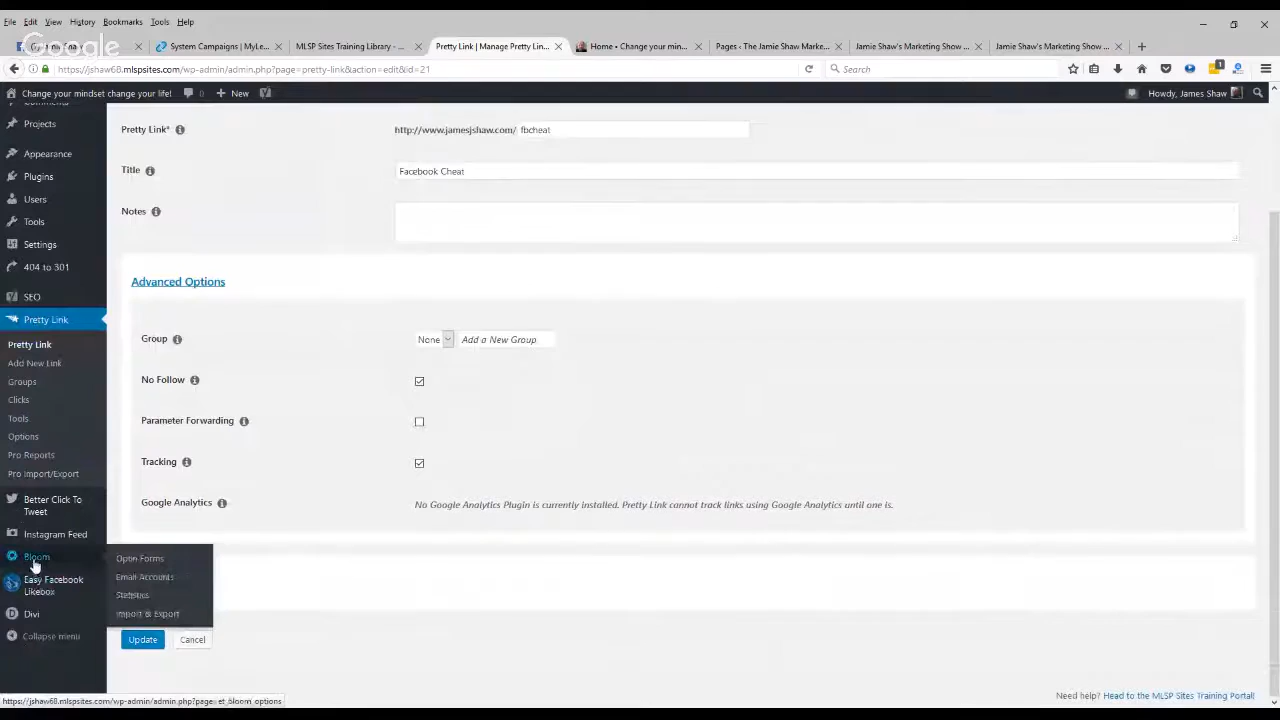 File Edit View History Bookmarks Tools Help
Google
System Campaigns | MyLe...
MLSP Sites Training Library - ...
Pretty Link | Manage Pretty Lin...
Home • Change your min...
Pages ‹ The Jamie Shaw Marke...
Jamie Shaw's Marketing Show ...
Jamie Shaw's Marketing Show ...
https://jshaw68.mlspsites.com/wp-admin/admin.php?page=pretty-link&action=edit&id=21
Search
1
Change your mindset change your life!
0
New
Howdy, James Shaw
Comments
Projects
Appearance
Plugins
Users
Tools
Settings
404 to 301
SEO
Pretty Link
Pretty Link
Add New Link
Groups
Clicks
Tools
Options
Pro Reports
Pro Import/Export
Better Click To
Tweet
Instagram Feed
Bloom
Easy Facebook
Likebox
Divi
Collapse menu
Optin Forms
Email Accounts
Statistics
Import & Export
Pretty Link*
http://www.jamesjshaw.com/ fbcheat
Title
Facebook Cheat
Notes
Advanced Options
Group
None
Add a New Group
No Follow
Parameter Forwarding
Tracking
Google Analytics
No Google Analytics Plugin is currently installed. Pretty Link cannot track links using Google Analytics until one is.
Update
Cancel
Need help? Head to the MLSP Sites Training Portal!
https://jshaw68.mlspsites.com/wp-admin/admin.php?page=et_bloom_options